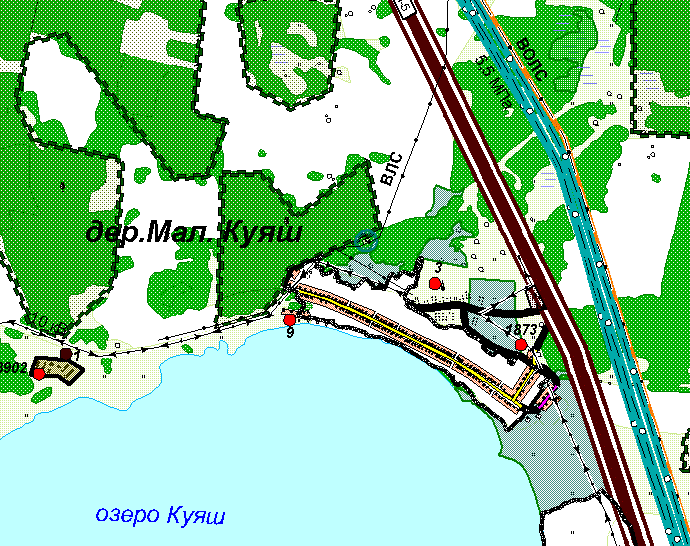 ВОЛС
5,5 МПа
ВЛС
дер.Мал. Куяш
3
10 кВ
9
1873
1
3902
озеро Куяш